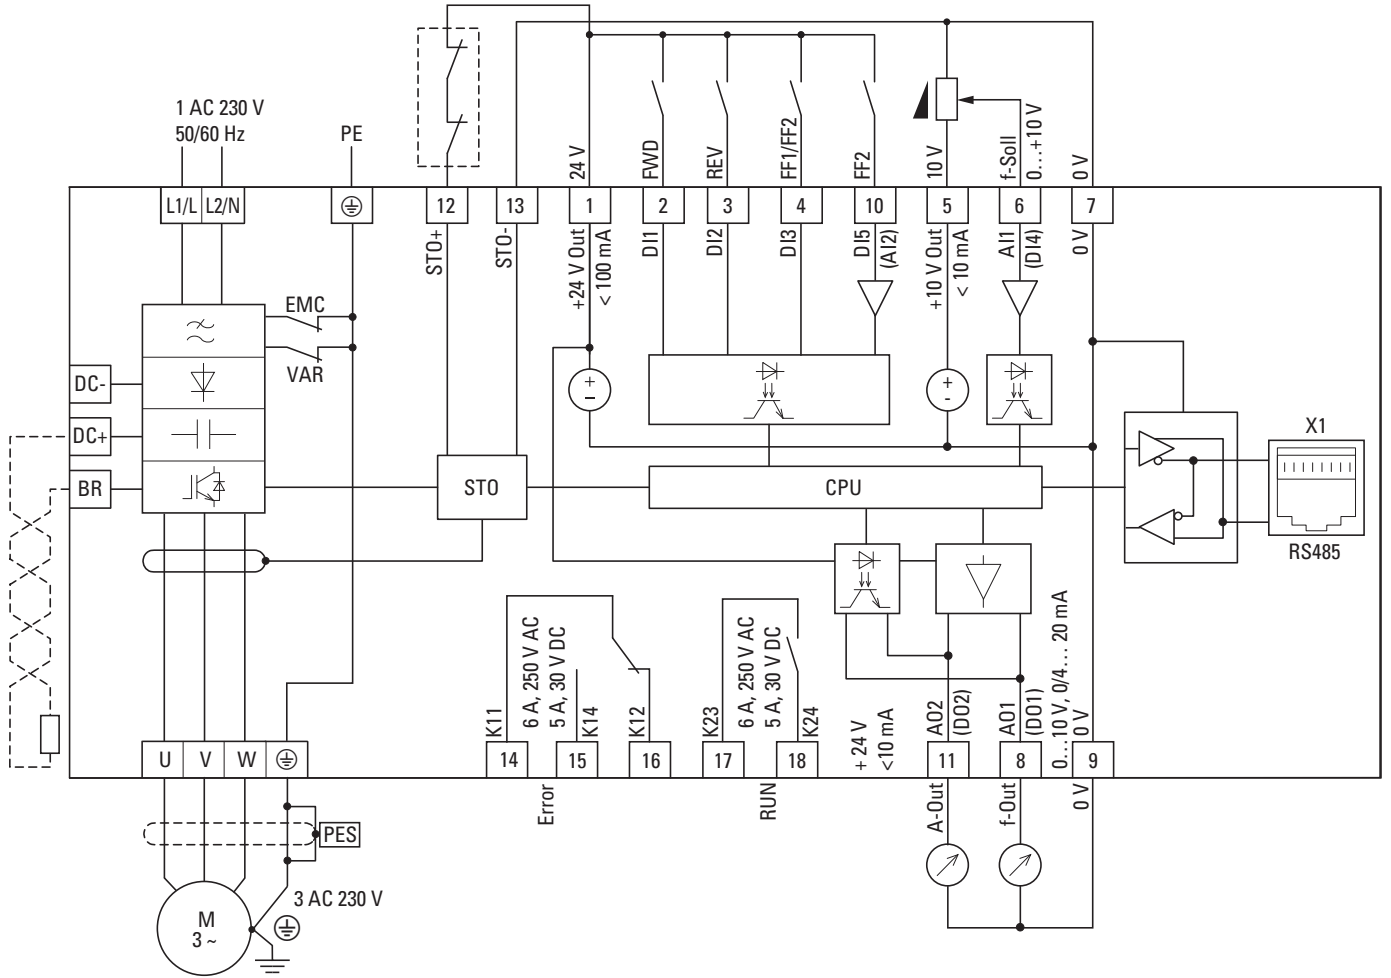 1 AC 230 V
50/60 Hz
PE
24 V
FWD
REV
FF1/FF2
FF2
10 V
f-Soll
0…+10 V
0 V
L1/L
L2/N
12
13
1
2
3
4
10
5
6
7
STO+
STO-
+24 V Out
< 100 mA
DI1
DI2
DI3
DI5
(AI2)
+10 V Out
< 10 mA
AI1
(DI4)
0 V
EMC
VAR
DC-
DC+
BR
+
–
+
-
STO
CPU
X1
RS485
K11
6 A, 250 V AC
5 A, 30 V DC
K14
K12
K23
6 A, 250 V AC
5 A, 30 V DC
K24
+ 24 V
<10 mA
AO2
(DO2)
AO1
(DO1)
0…10 V, 0/4… 20 mA
0 V
U
V
W
14
15
16
17
18
11
8
9
Error
RUN
A-Out
f-Out
0 V
PES
3 AC 230 V
M
3 ~